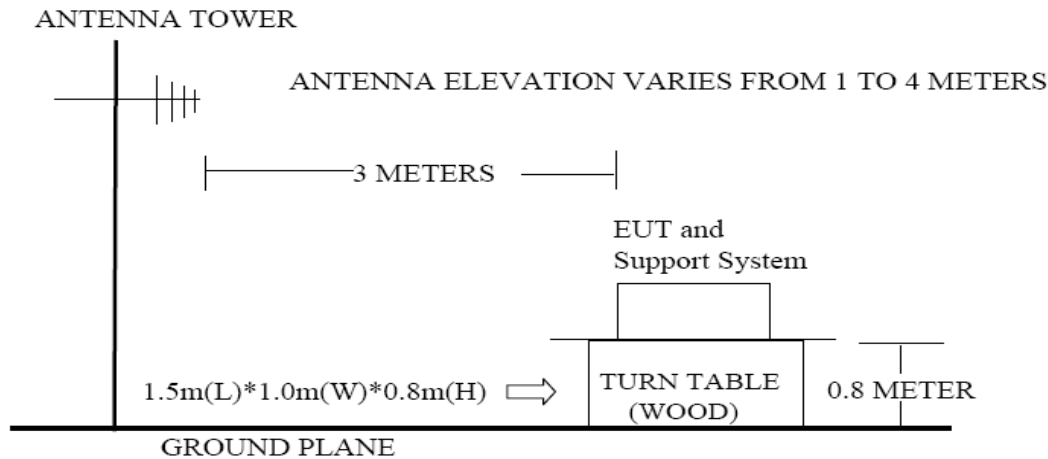 ANTENNA TOWER
ANTENNA ELEVATION VARIES FROM 1 TO 4 METERS
3 METERS
EUT and
Support System
1.5m(L)*1.0m(W)*0.8m(H)
TURN TABLE
(WOOD)
0.8 METER
GROUND PLANE